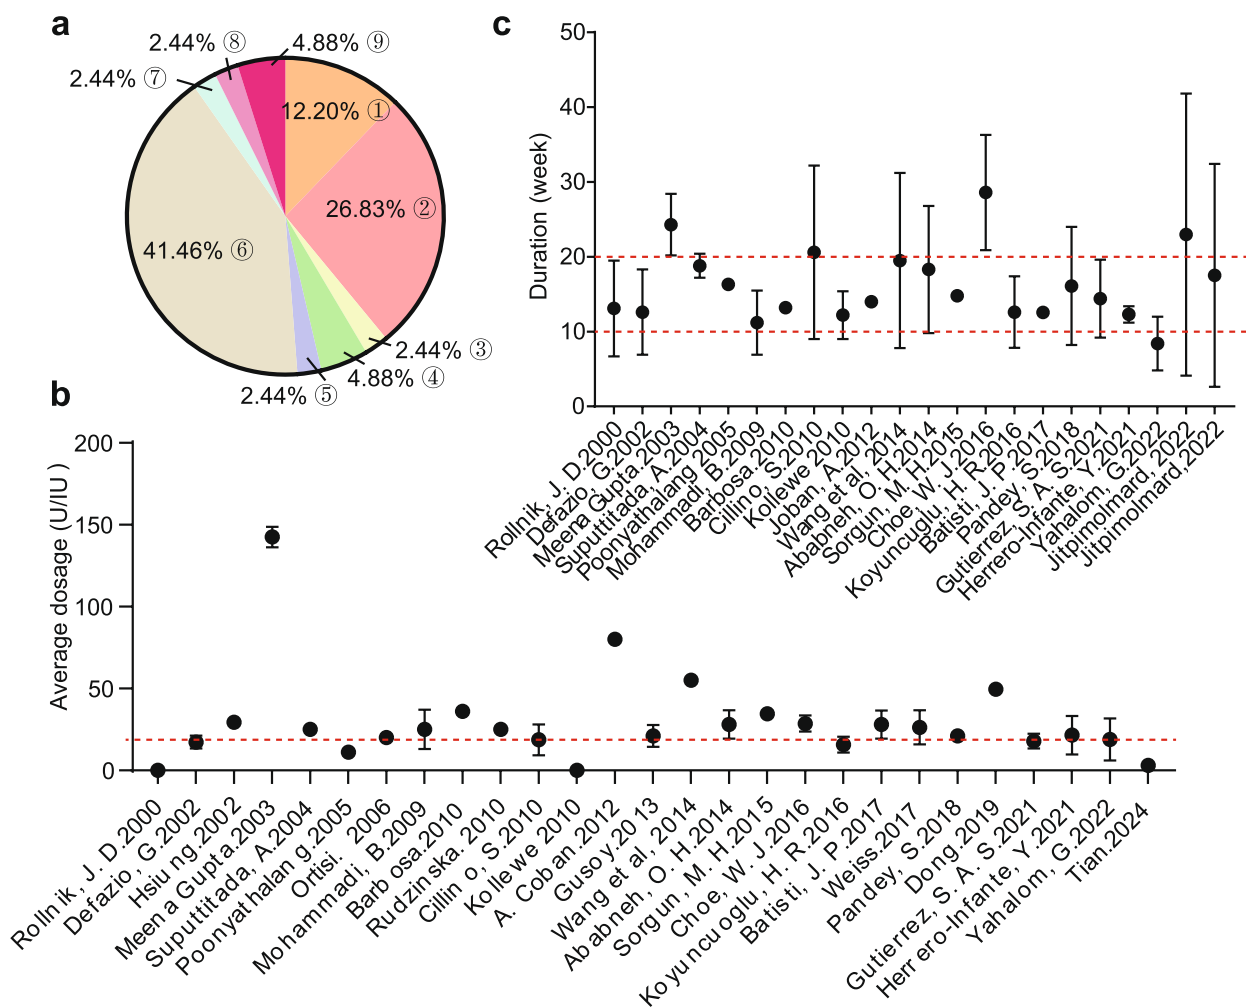 a
2.44% ⑧
4.88% ⑨
2.44% ⑦
12.20% ①
26.83% ②
41.46% ⑥
2.44% ③
4.88% ④
2.44% ⑤
b
Average dosage (U/IU )
200
150
100
50
0
Rollnik, J. D.2000
Defazio, G.2002
Hsiung.2002
Meena Gupta.2003
Suputtitada, A.2004
Poonyathalang.2005
Ortisi. 2006
Mohammadi, B.2009
Barbosa.2010
Rudzinska. 2010
Cillino, S.2010
Kollewe.2010
A. Coban.2012
Gusoy.2013
Wang et al, 2014
Ababneh, O. H.2014
Sorgun, M. H.2015
Choe, W. J.2016
Koyuncuoglu, H. R.2016
Batisti, J. P.2017
Weiss.2017
Pandey, S.2018
Dong.2019
Gutierrez, S. A. S.2021
Herrero-Infante, Y.2021
Yahalom, G.2022
Tian.2024
c
Duration (week)
50
40
30
20
10
0
Rollnik, J. D.2000
Defazio, G.2002
Meena Gupta.2003
Suputtitada, A.2004
Poonyathalang.2005
Mohammadi, B.2009
Barbosa.2010
Cillino, S.2010
Kollewe.2010
Joban, A.2012
Wang et al, 2014
Ababneh, O. H.2014
Sorgun, M. H.2015
Choe, W. J.2016
Koyuncuglu, H. R.2016
Batisti, J. P.2017
Pandey, S.2018
Gutierrez, S. A. S.2021
Herrero-Infante, Y.2021
Yahalom, G.2022
Jitpimolmard, 2022
Jitpimolmard,2022